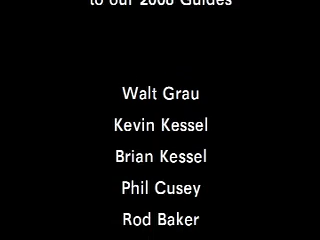 to our 2008 Guides
Walt Grau
Kevin Kessel
Brian Kessel
Phil Cusey
Rod Baker